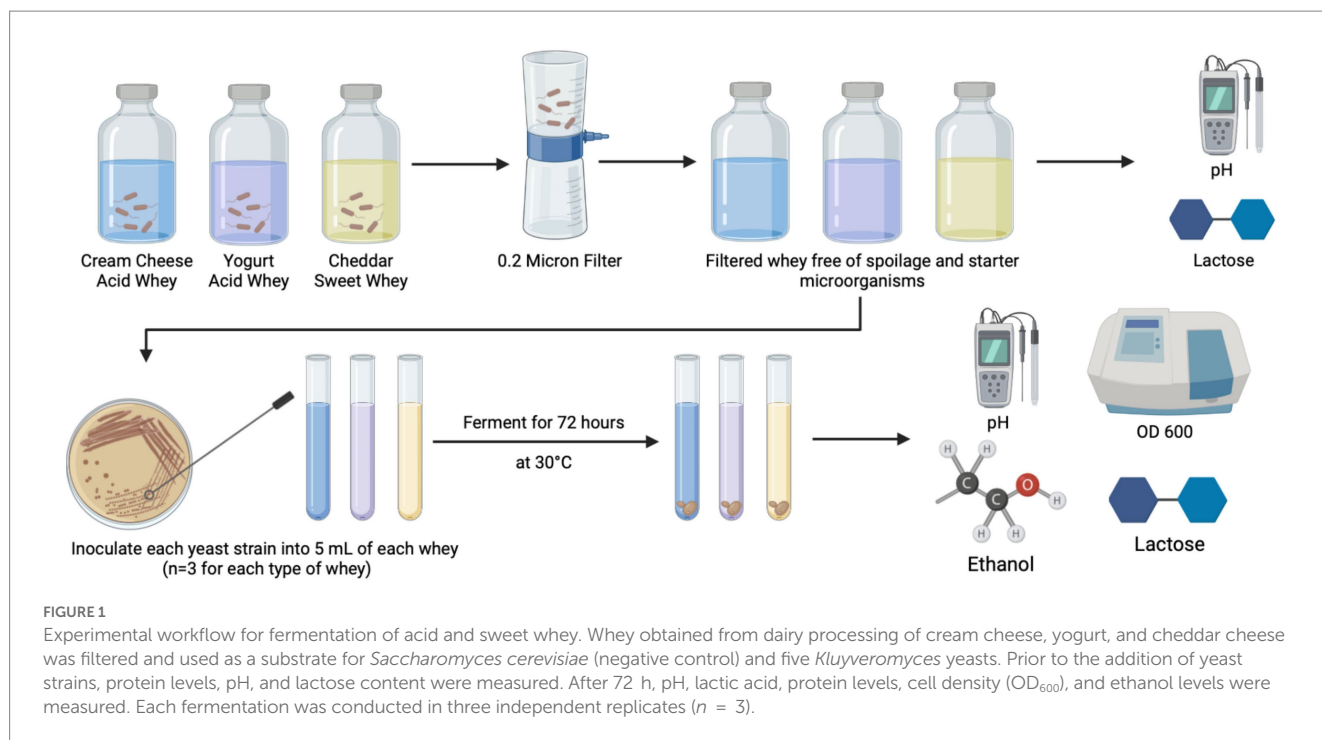 Cream Cheese
Acid Whey
Yogurt
Acid Whey
Cheddar
Sweet Whey
0.2 Micron Filter
Filtered whey free of spoilage and starter
microorganisms
pH
Lactose
Inoculate each yeast strain into 5 mL of each whey
(n=3 for each type of whey)
Ferment for 72 hours
at 30°C
pH
OD 600
H
H
C
C
O
H
H
H
Ethanol
Lactose
FIGURE 1
Experimental workflow for fermentation of acid and sweet whey. Whey obtained from dairy processing of cream cheese, yogurt, and cheddar cheese
was filtered and used as a substrate for Saccharomyces cerevisiae (negative control) and five Kluyveromyces yeasts. Prior to the addition of yeast
strains, protein levels, pH, and lactose content were measured. After 72 h, pH, lactic acid, protein levels, cell density (OD₆₀₀), and ethanol levels were
measured. Each fermentation was conducted in three independent replicates (n = 3).